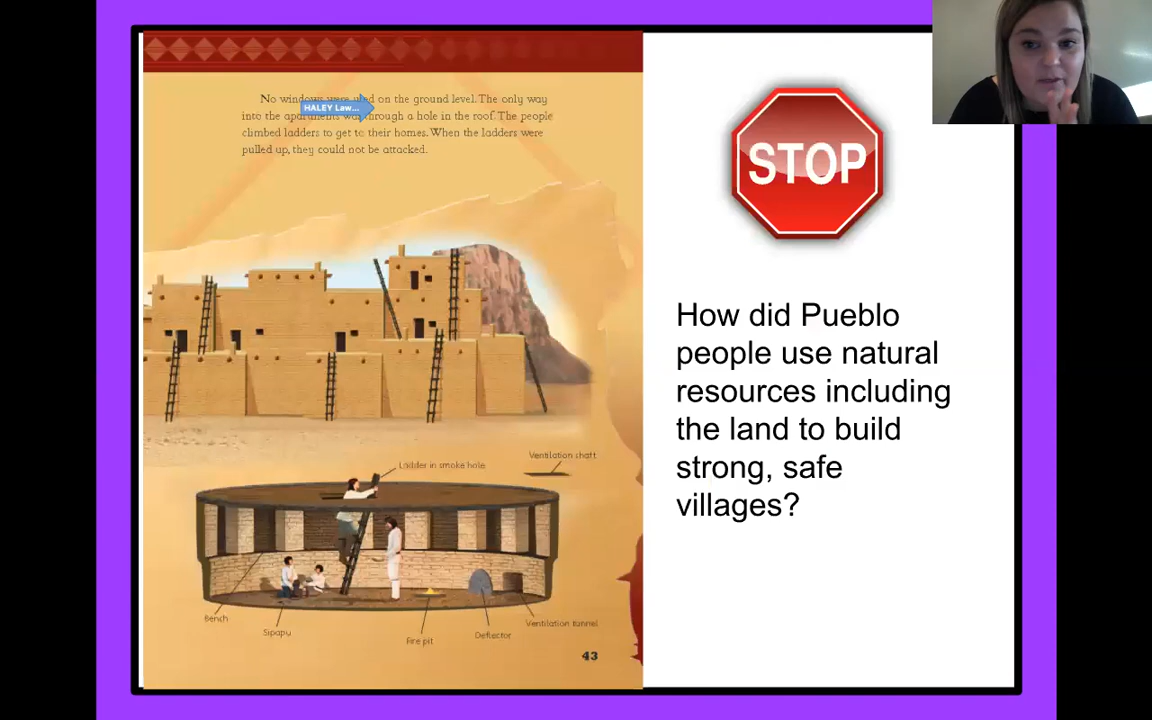 No windows were used on the ground level. The only way
HALEY Law...
into the apartments was through a hole in the roof. The people
climbed ladders to get to their homes. When the ladders were
pulled up, they could not be attacked.
Ladder in smoke hole
Ventilation shaft
Bench
Sipapu
Fire pit
Deflector
Ventilation tunnel
43
STOP
How did Pueblo
people use natural
resources including
the land to build
strong, safe
villages?